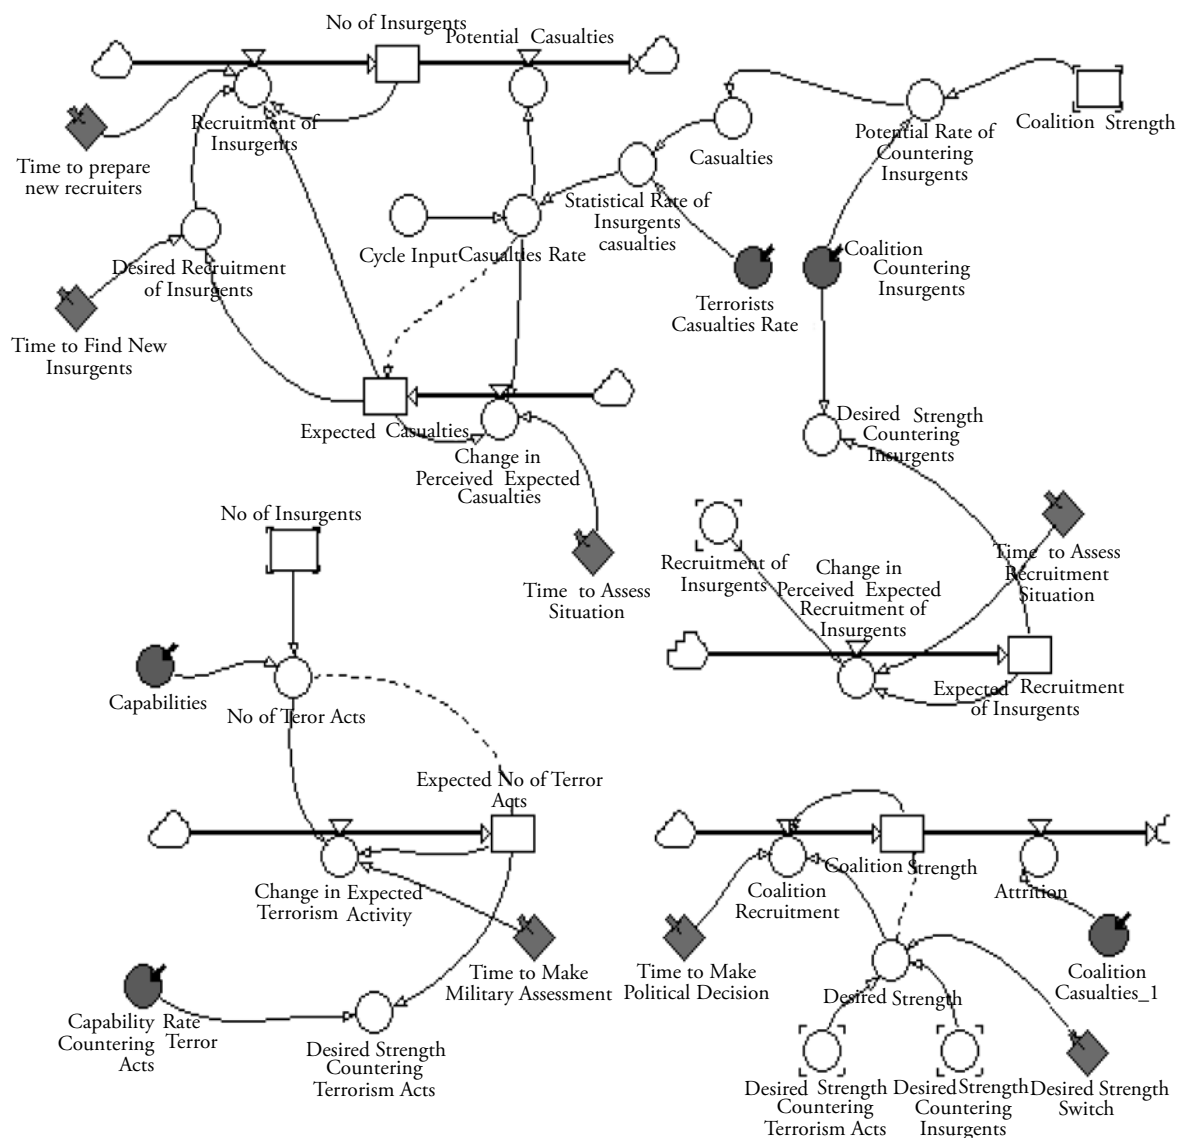 No of Insurgents
Potential Casualties
Recruitment of
Insurgents
Time to prepare
new recruiters
Coalition Strength
Potential Rate of
Countering
Insurgents
Casualties
Statistical Rate of
Insurgents
casualties
Cycle Input
Casualties Rate
Desired Recruitment
of Insurgents
Time to Find New
Insurgents
Terrorists
Casualties Rate
Coalition
Countering
Insurgents
Expected Casualties
Change in
Perceived Expected
Casualties
Desired Strength
Countering
Insurgents
No of Insurgents
Time to Assess
Situation
Recruitment of
Insurgents
Change in
Perceived Expected
Recruitment of
Insurgents
Time to Assess
Recruitment
Situation
Capabilities
No of Teror Acts
Expected Recruitment
of Insurgents
Expected No of Terror
Acts
Change in Expected
Terrorism Activity
Coalition Strength
Coalition
Recruitment
Attrition
Time to Make
Military Assessment
Time to Make
Political Decision
Desired Strength
Coalition
Casualties_1
Capability Rate
Countering Terror
Acts
Desired Strength
Countering
Terrorism Acts
Desired Strength
Countering
Terrorism Acts
Desired Strength
Countering
Insurgents
Desired Strength
Switch